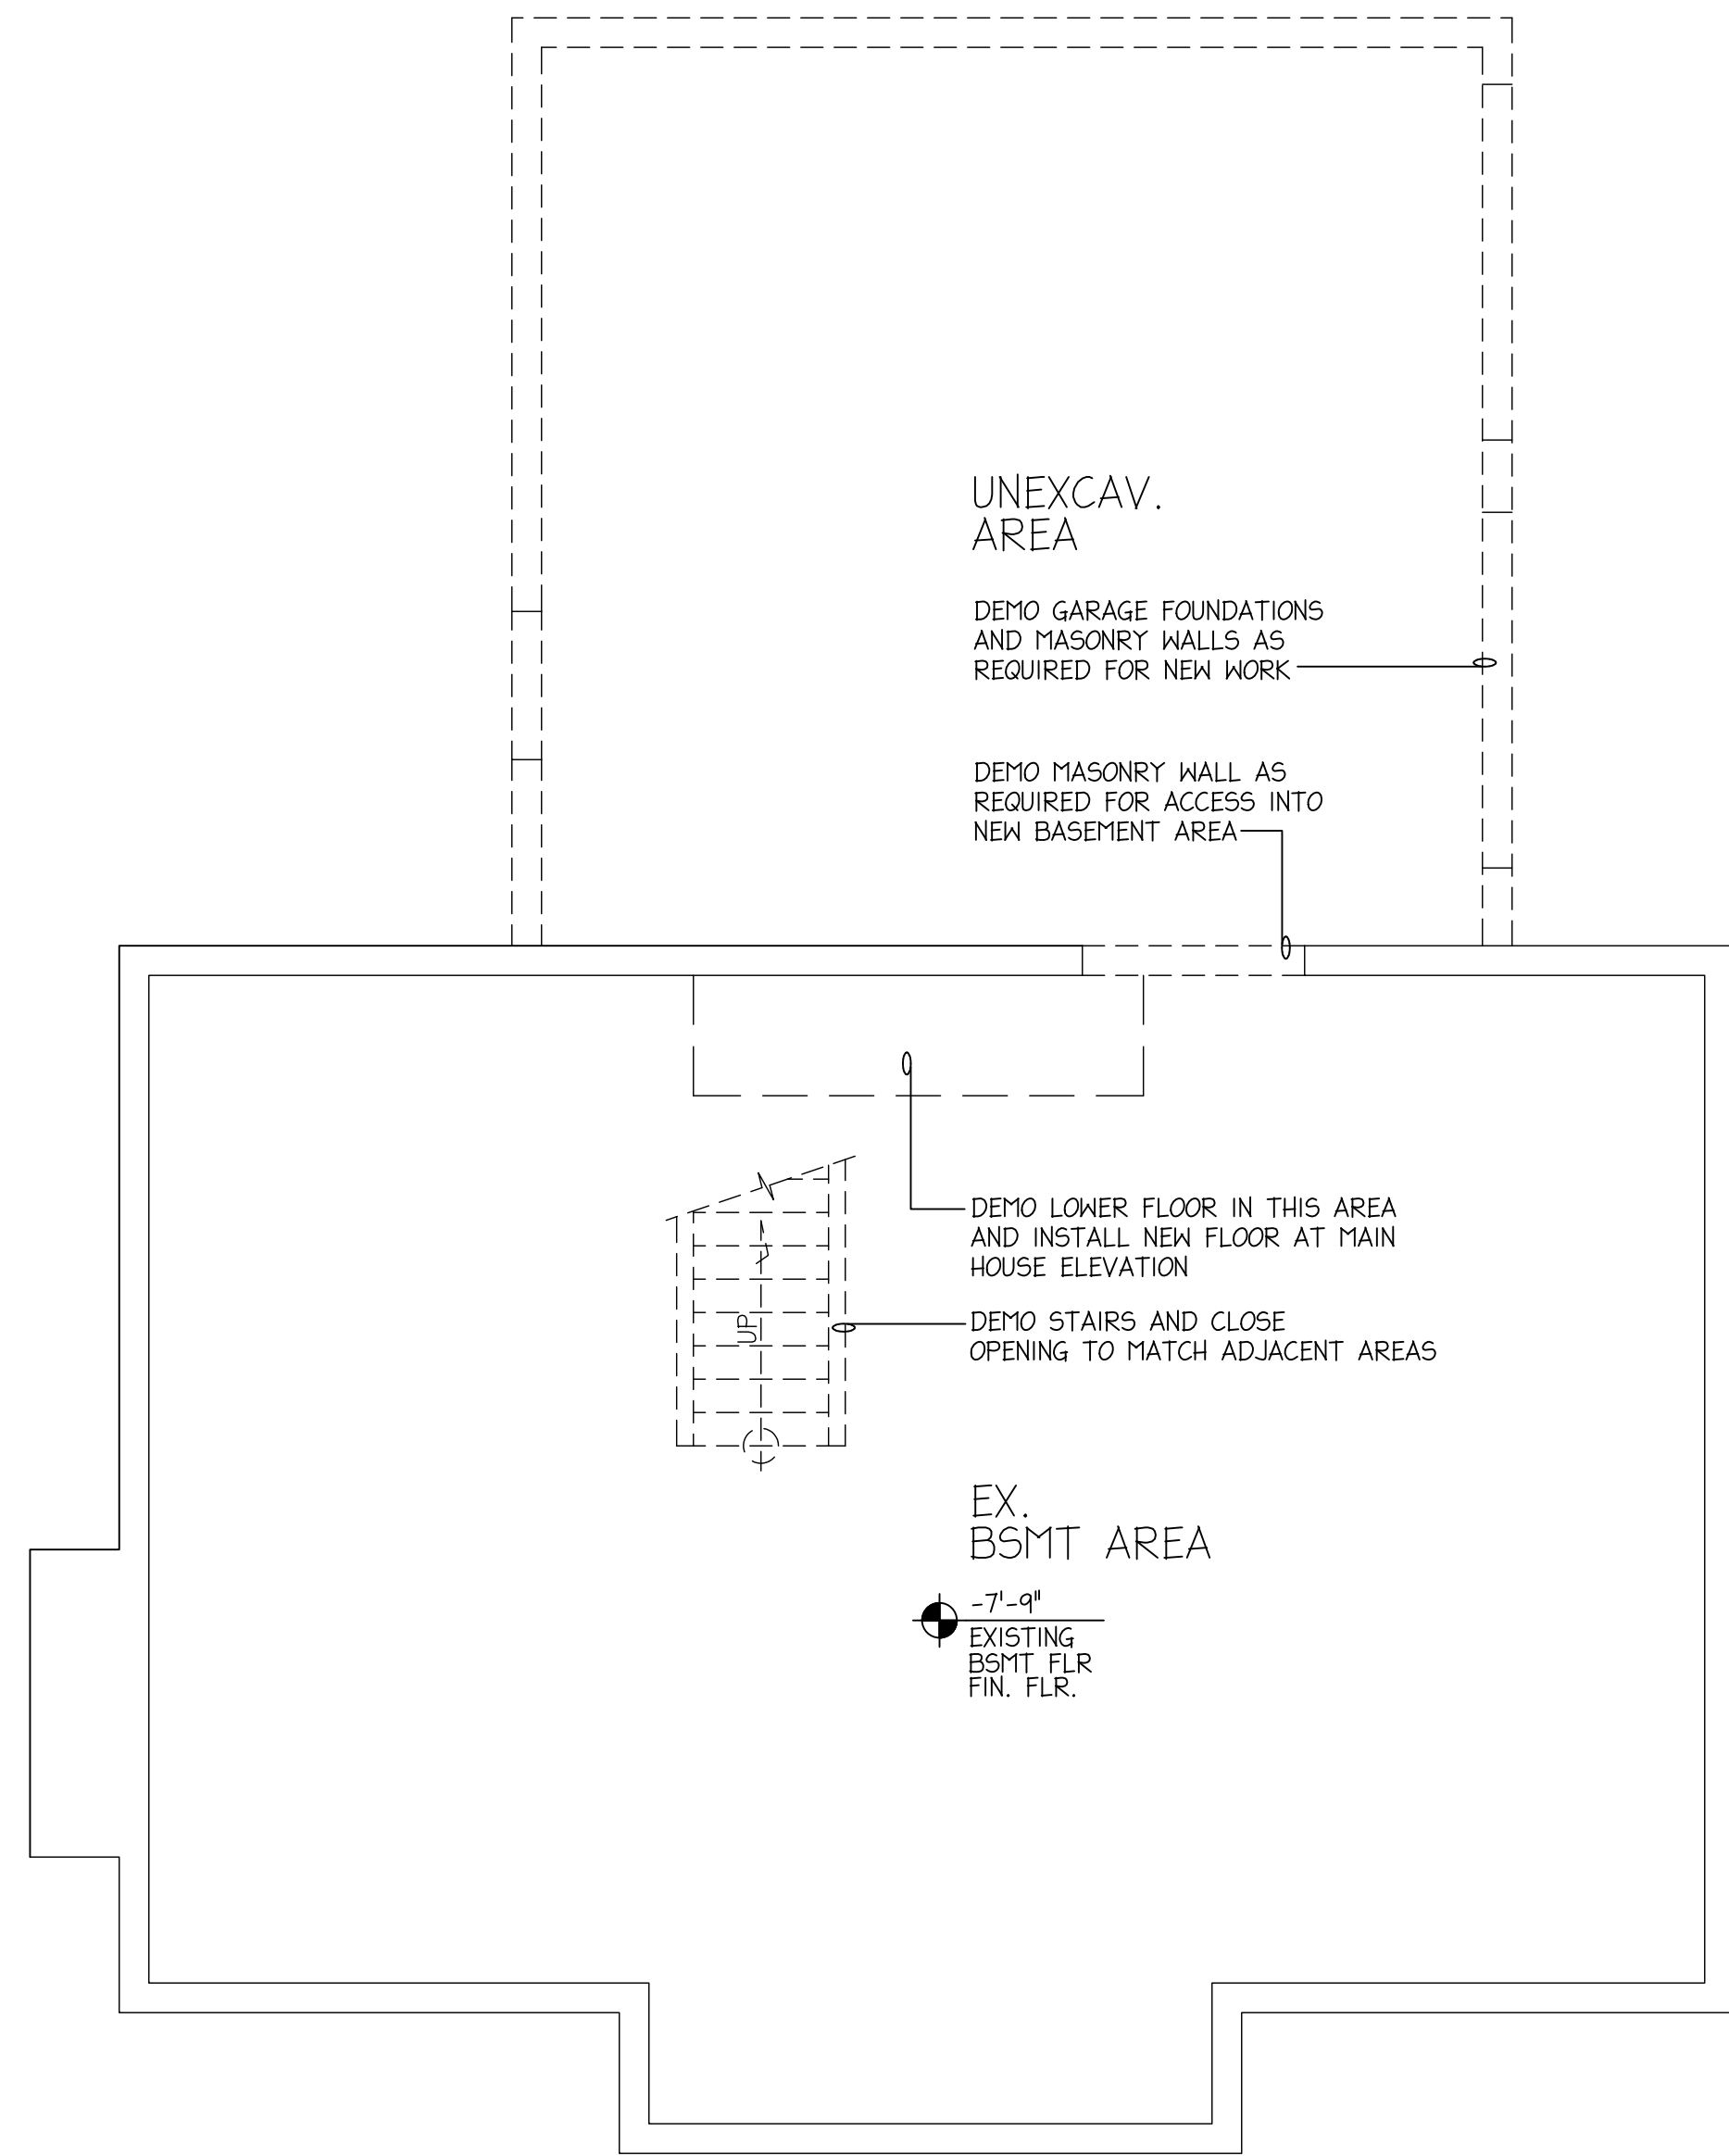 UNEXCAV.
AREA
DEMO GARAGE FOUNDATIONS
AND MASONRY WALLS AS
REQUIRED FOR NEW WORK
DEMO MASONRY WALL AS
REQUIRED FOR ACCESS INTO
NEW BASEMENT AREA
DEMO LOWER FLOOR IN THIS AREA
AND INSTALL NEW FLOOR AT MAIN
HOUSE ELEVATION
UP
DEMO STAIRS AND CLOSE
OPENING TO MATCH ADJACENT AREAS
EX.
BSMT AREA
-7'-9"
EXISTING
BSMT FLR
FIN. FLR.